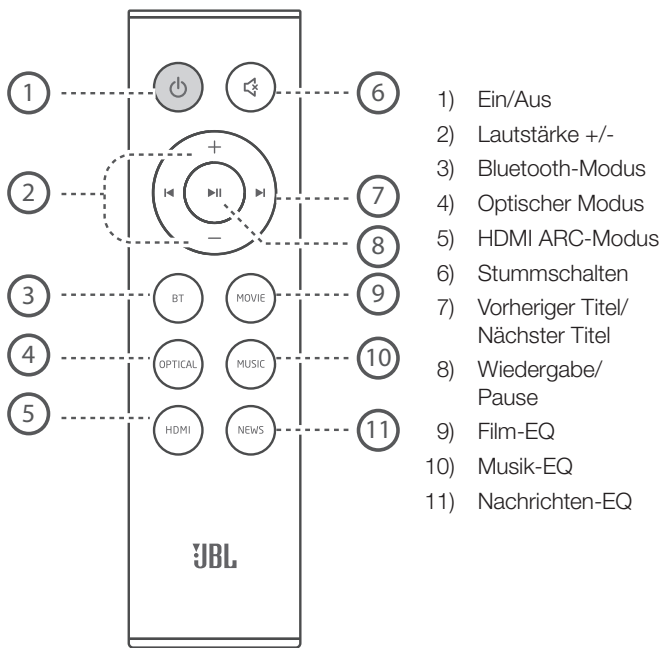 1
6
2
7
8
3
BT
MOVIE
9
4
OPTICAL
MUSIC
10
5
HDMI
NEWS
11
JBL
1) Ein/Aus
2) Lautstärke +/-
3) Bluetooth-Modus
4) Optischer Modus
5) HDMI ARC-Modus
6) Stummschalten
7) Vorheriger Titel/
Nächster Titel
8) Wiedergabe/
Pause
9) Film-EQ
10) Musik-EQ
11) Nachrichten-EQ